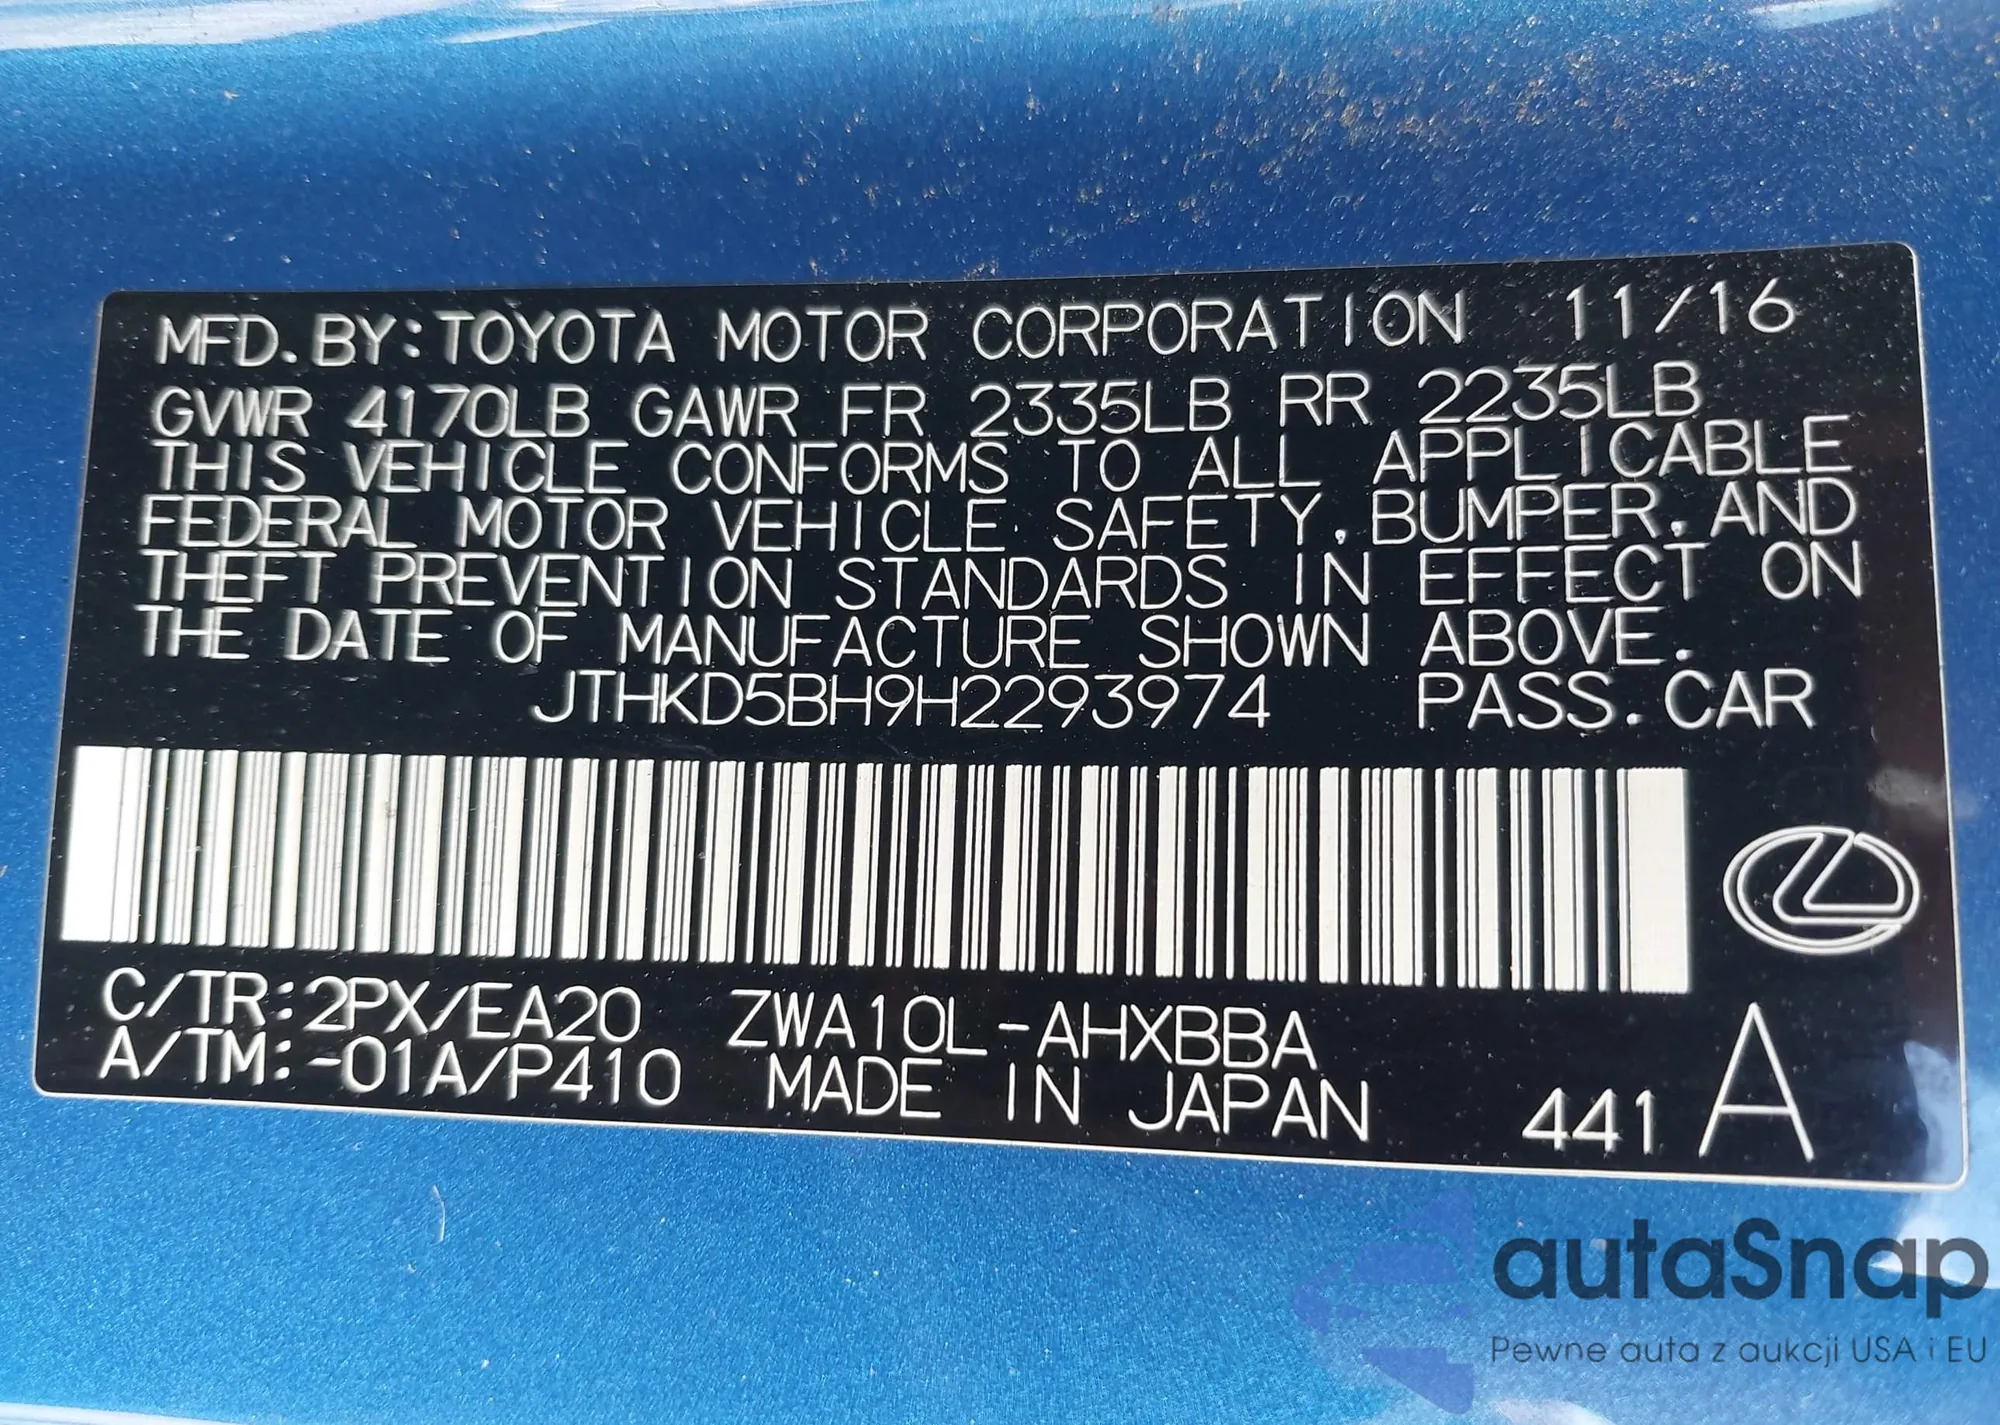 MFD. BY: TOYOTA MOTOR CORPORATION 11/16
GVWR 4170LB GAWR FR 2335LB RR 2235LB
THIS VEHICLE CONFORMS TO ALL APPLICABLE
FEDERAL MOTOR VEHICLE SAFETY, BUMPER, AND
THEFT PREVENTION STANDARDS IN EFFECT ON
THE DATE OF MANUFACTURE SHOWN ABOVE.
JTHKD5BH9H2293974 PASS. CAR
C/TR: 2PX/EA20 ZWA10L-AHXBBA
A/TM: -01A/P410 MADE IN JAPAN 441 A
autaSnap
Pewne auta z aukcji USA i EU